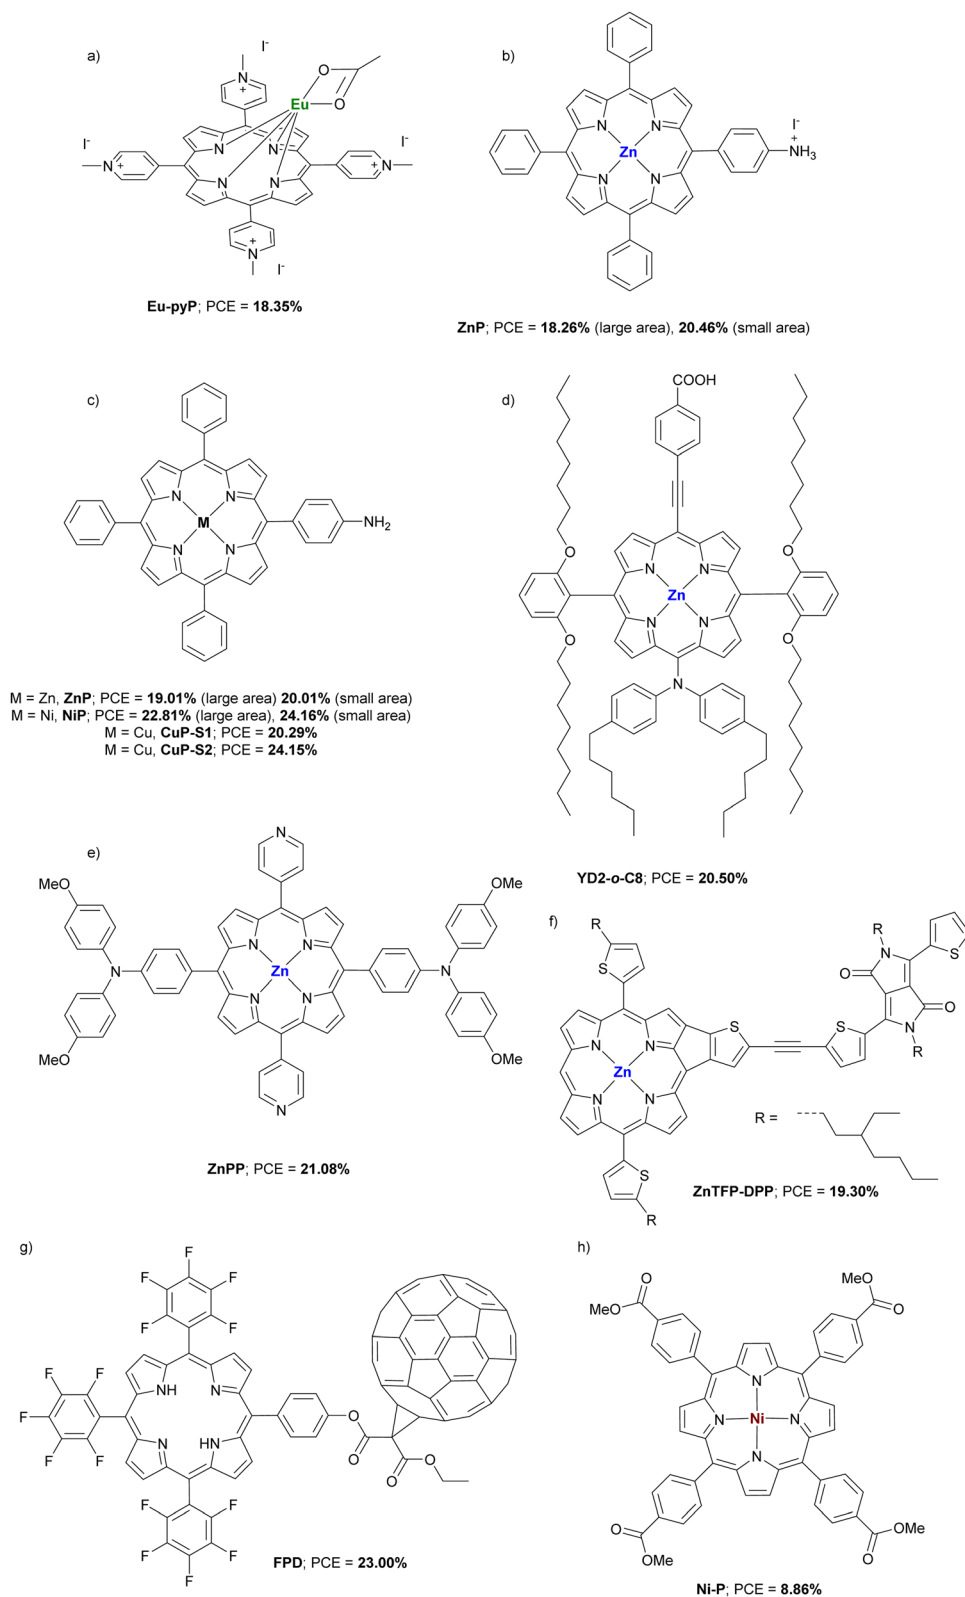 a)
I-
I-
I-
I-
N
+
N
+
N
+
N
+
Eu
O
O
N
N
N
N
Eu-pyP; PCE = 18.35%
b)
N
N
N
N
Zn
I-
+
NH3
ZnP; PCE = 18.26% (large area), 20.46% (small area)
c)
N
N
M
N
N
NH2
M = Zn, ZnP; PCE = 19.01% (large area) 20.01% (small area)
M = Ni, NiP; PCE = 22.81% (large area), 24.16% (small area)
M = Cu, CuP-S1; PCE = 20.29%
M = Cu, CuP-S2; PCE = 24.15%
d)
COOH
O
O
N
N
Zn
N
N
O
O
N
YD2-o-C8; PCE = 20.50%
e)
N
MeO
OMe
N
N
N
Zn
N
N
N
MeO
OMe
N
ZnPP; PCE = 21.08%
f)
R
S
R
N
S
O
O
N
R
N
N
Zn
N
N
S
S
S
R
R =
ZnTFP-DPP; PCE = 19.30%
g)
F
F
F
F
F
F
F
F
F
F
NH
N
N
HN
O
O
O
O
F
F
F
F
F
FPD; PCE = 23.00%
h)
O
MeO
MeO
O
N
N
Ni
N
N
O
OMe
OMe
O
Ni-P; PCE = 8.86%